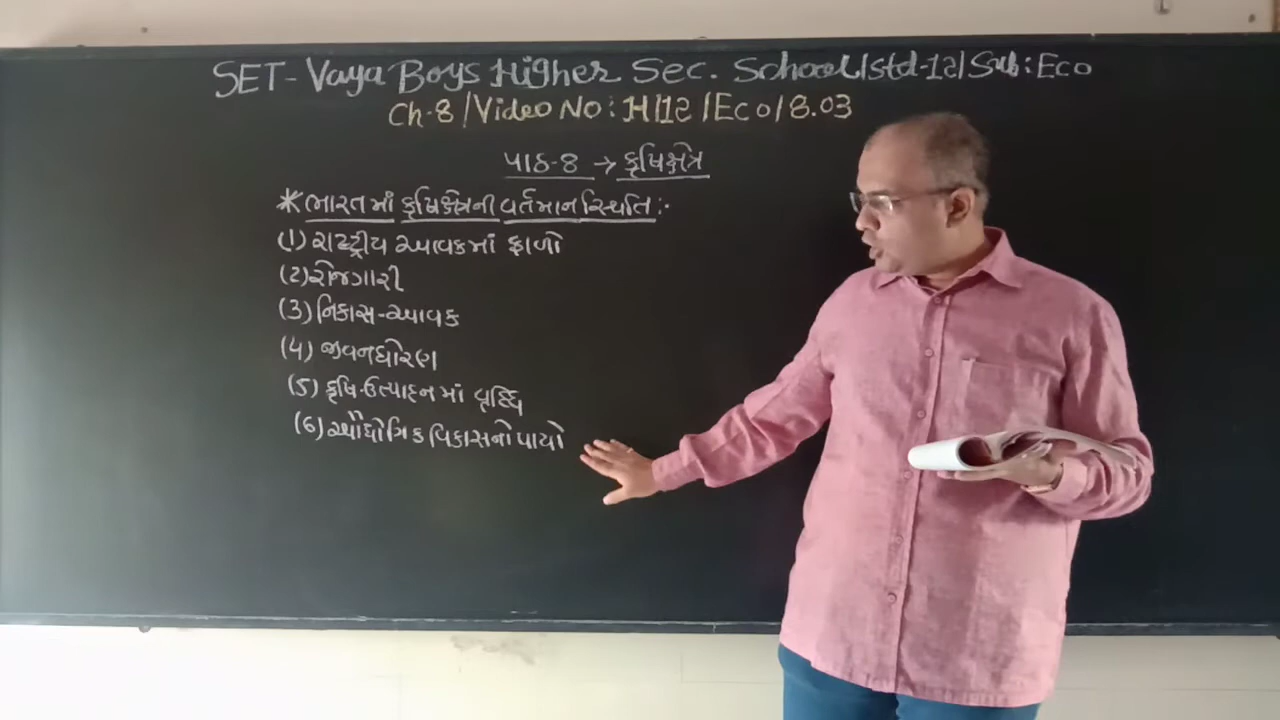 SET-Vaya Boys Higher Sec. School/Std-12/Sub:Eco
Ch-8/Video No:H/12/Eco/8.03
પાઠ-8 → કૃષિક્ષેત્ર
*ભારતમાં કૃષિક્ષેત્રની વર્તમાન સ્થિતિ:-
(1) રાષ્ટ્રીય આવકમાં ફાળો
(2) રોજગારી
(3) નિકાસ-આવક
(4) જીવનધોરણ
(5) કૃષિ-ઉત્પાદનમાં વૃદ્ધિ
(6) ઔદ્યોગિક વિકાસનો પાયો